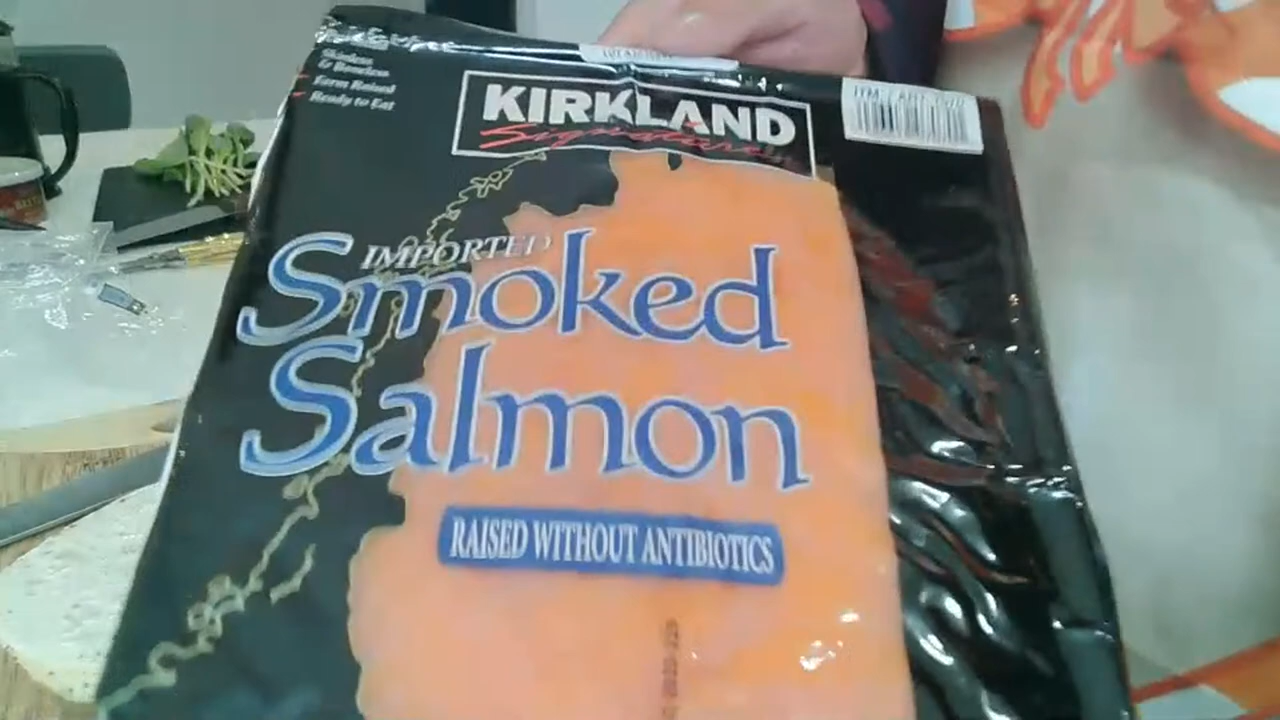 Skinless
& Boneless
Farm Raised
Ready to Eat
KIRKLAND
Signature
IMPORTED
Smoked
Salmon
RAISED WITHOUT ANTIBIOTICS